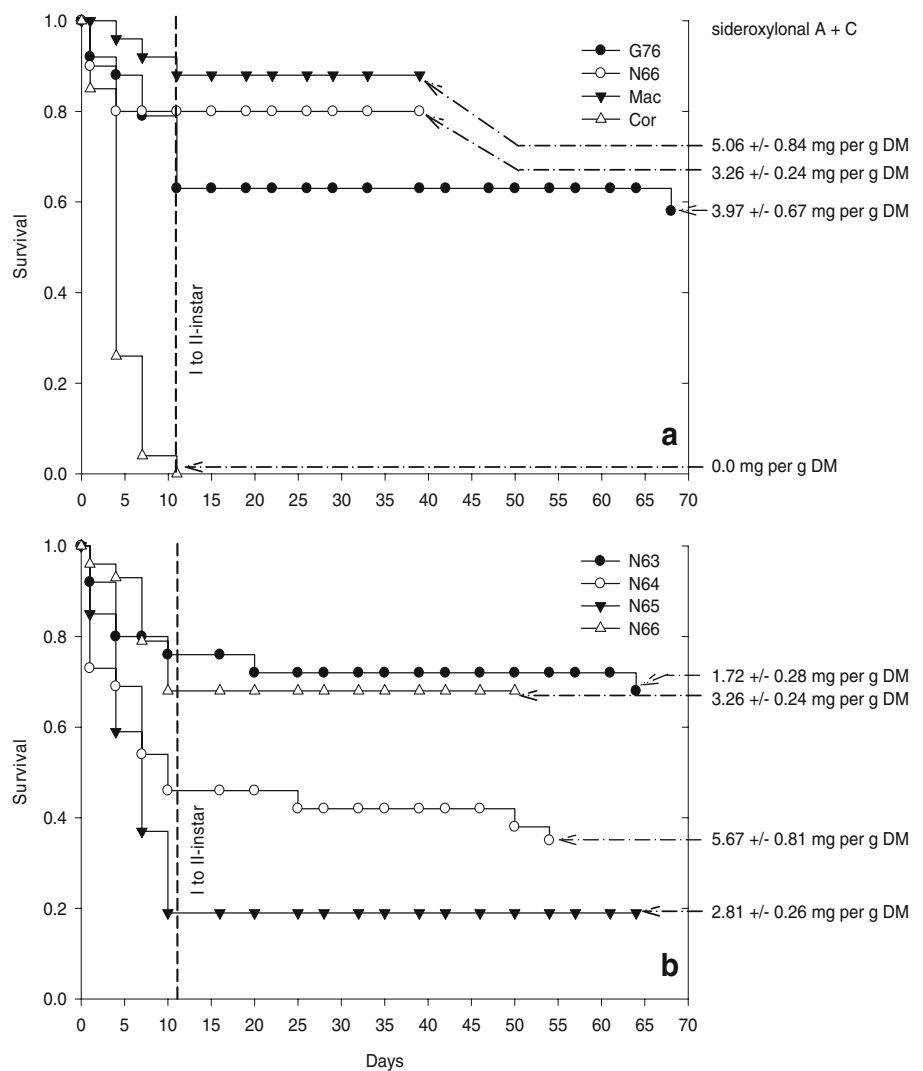 sideroxylonal A + C
1.0
0.8
0.6
0.4
0.2
0.0
Survival
G76
N66
Mac
Cor
5.06 +/- 0.84 mg per g DM
3.26 +/- 0.24 mg per g DM
3.97 +/- 0.67 mg per g DM
I to II-instar
a
0.0 mg per g DM
0 5 10 15 20 25 30 35 40 45 50 55 60 65 70
1.0
0.8
0.6
0.4
0.2
0.0
Survival
N63
N64
N65
N66
1.72 +/- 0.28 mg per g DM
3.26 +/- 0.24 mg per g DM
5.67 +/- 0.81 mg per g DM
2.81 +/- 0.26 mg per g DM
I to II-instar
b
0 5 10 15 20 25 30 35 40 45 50 55 60 65 70
Days